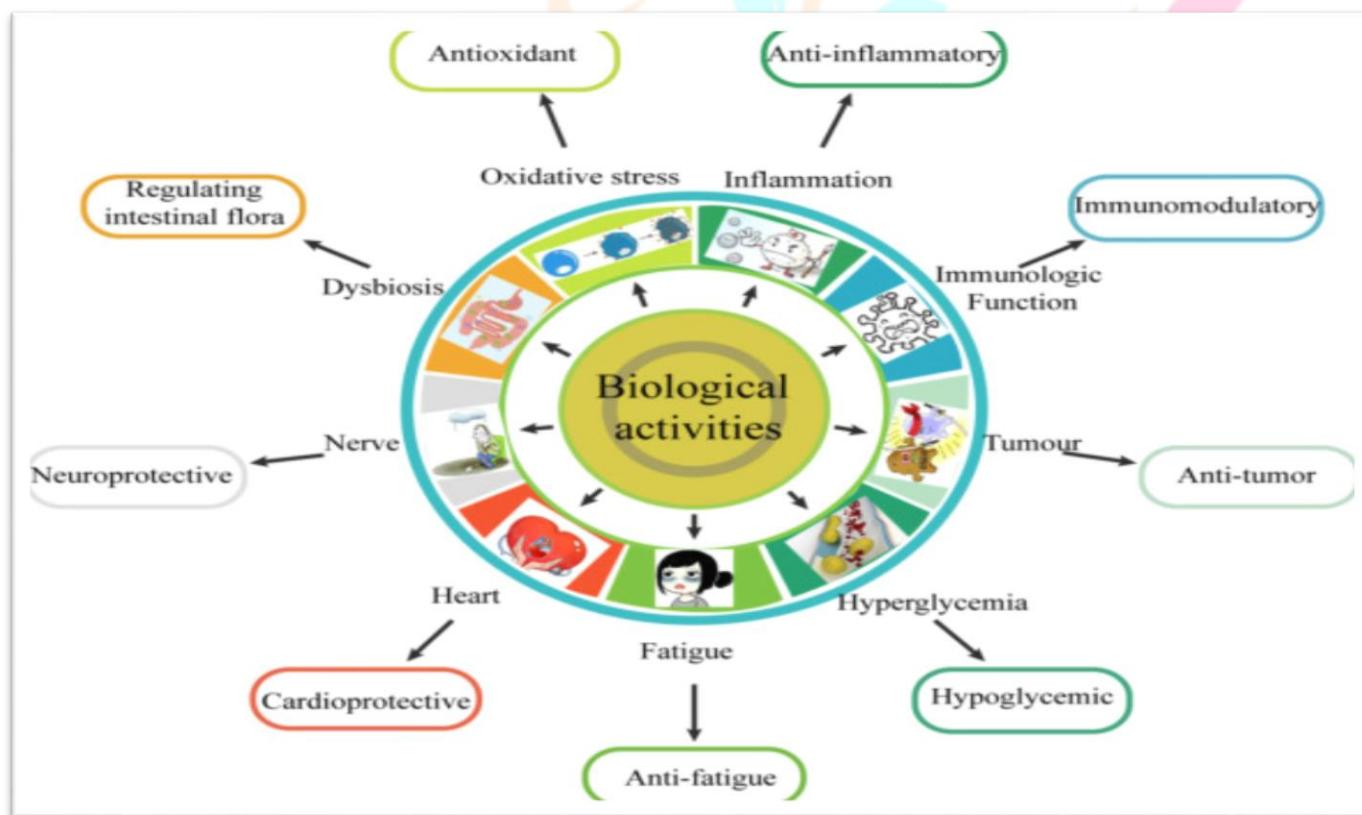 Antioxidant
Anti-inflammatory
Oxidative stress
Inflammation
Regulating
intestinal flora
Immunomodulatory
Dysbiosis
Immunologic
Function
Biological
activities
Nerve
Tumour
Neuroprotective
Anti-tumor
Heart
Hyperglycemia
Fatigue
Cardioprotective
Hypoglycemic
Anti-fatigue